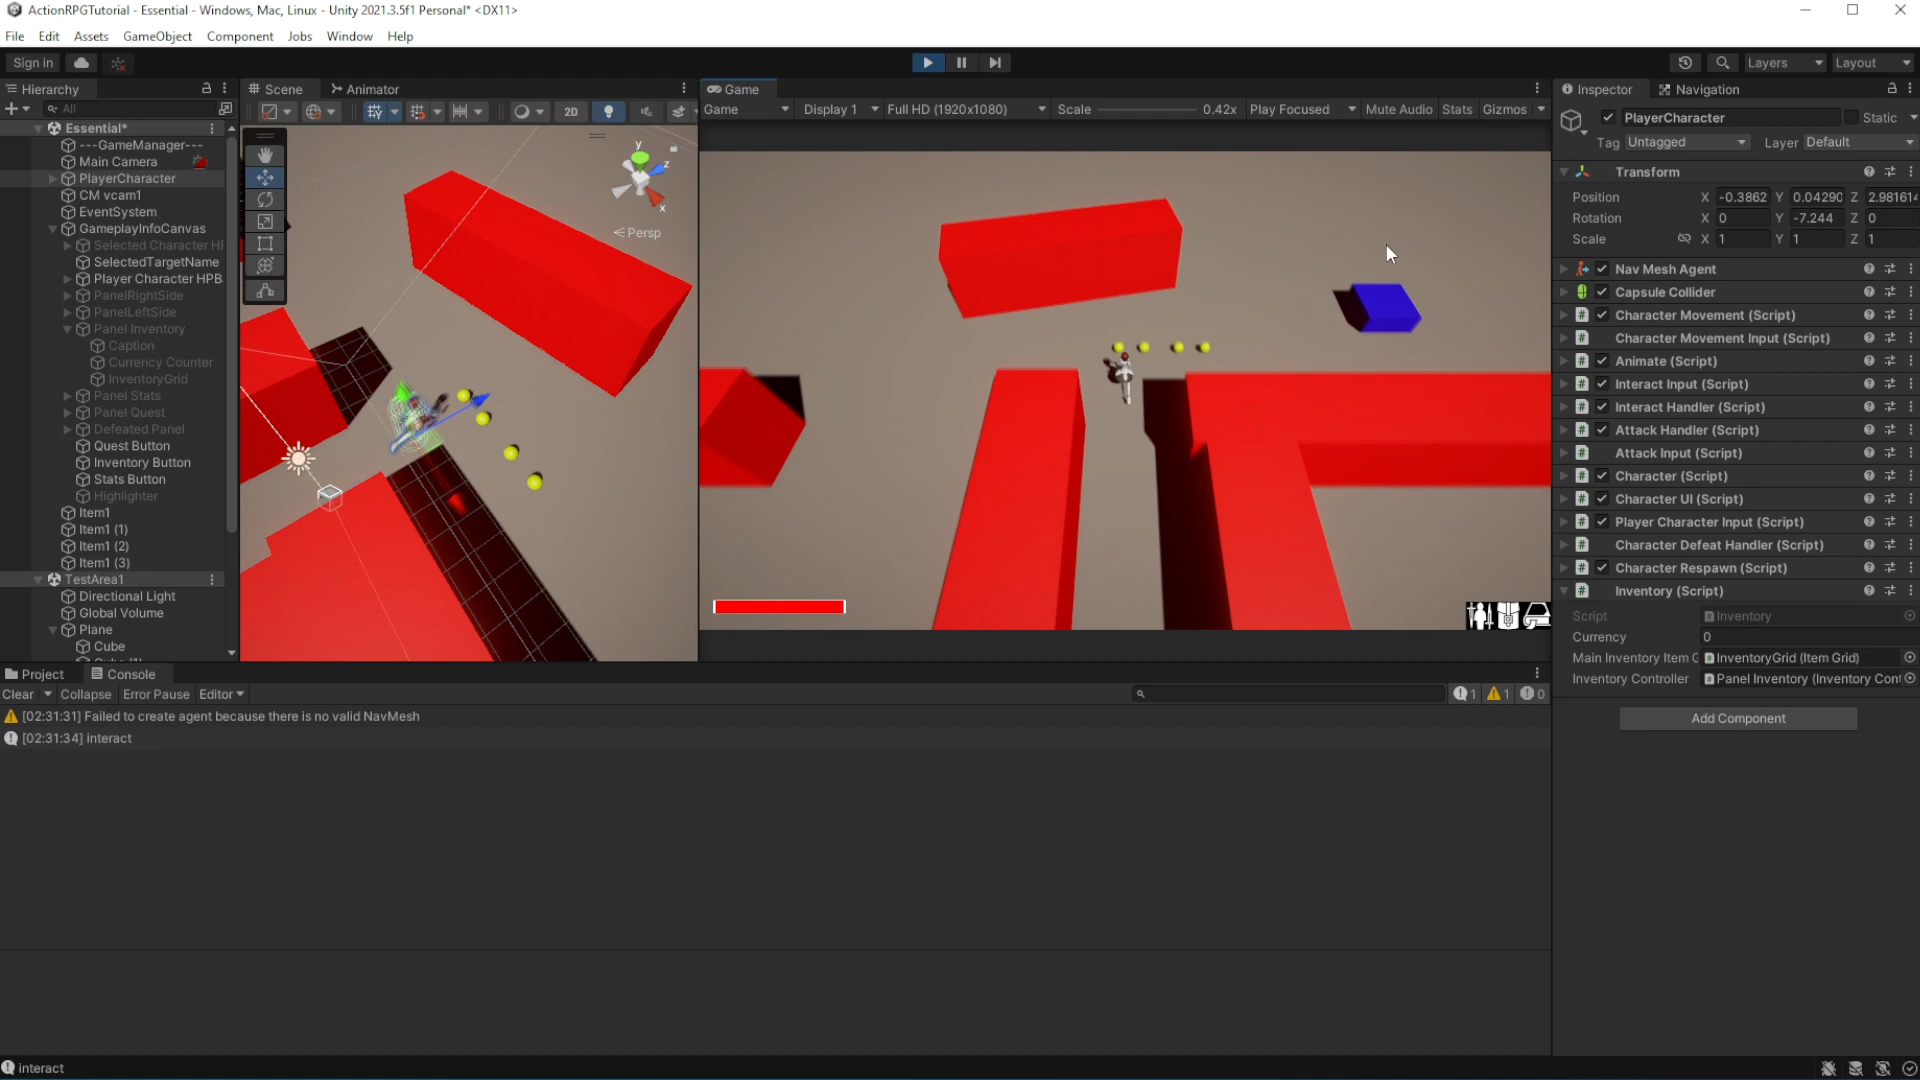 ActionRPGTutorial - Essential - Windows, Mac, Linux - Unity 2021.3.5f1 Personal* <DX11>
File Edit Assets GameObject Component Jobs Window Help
Sign in
Layers Layout
Hierarchy
All
Essential*
---GameManager---
Main Camera
PlayerCharacter
CM vcam1
EventSystem
GameplayInfoCanvas
Selected Character H
SelectedTargetName
Player Character HPB
PanelRightSide
PanelLeftSide
Panel Inventory
Caption
Currency Counter
InventoryGrid
Panel Stats
Panel Quest
Defeated Panel
Quest Button
Inventory Button
Stats Button
Highlighter
Item1
Item1 (1)
Item1 (2)
Item1 (3)
TestArea1
Directional Light
Global Volume
Plane
Cube
Scene Animator
2D
y
z
x
Persp
Game
Game Display 1 Full HD (1920x1080) Scale 0.42x Play Focused Mute Audio Stats Gizmos
Inspector Navigation
PlayerCharacter Static
Tag Untagged Layer Default
Transform
Position X -0.3862 Y 0.04290 Z 2.981614
Rotation X 0 Y -7.244 Z 0
Scale X 1 Y 1 Z 1
Nav Mesh Agent
Capsule Collider
Character Movement (Script)
Character Movement Input (Script)
Animate (Script)
Interact Input (Script)
Interact Handler (Script)
Attack Handler (Script)
Attack Input (Script)
Character (Script)
Character UI (Script)
Player Character Input (Script)
Character Defeat Handler (Script)
Character Respawn (Script)
Inventory (Script)
Script Inventory
Currency 0
Main Inventory Item G InventoryGrid (Item Grid)
Inventory Controller Panel Inventory (Inventory Cont
Add Component
Project Console
Clear Collapse Error Pause Editor
1 1 0
[02:31:31] Failed to create agent because there is no valid NavMesh
[02:31:34] interact
interact